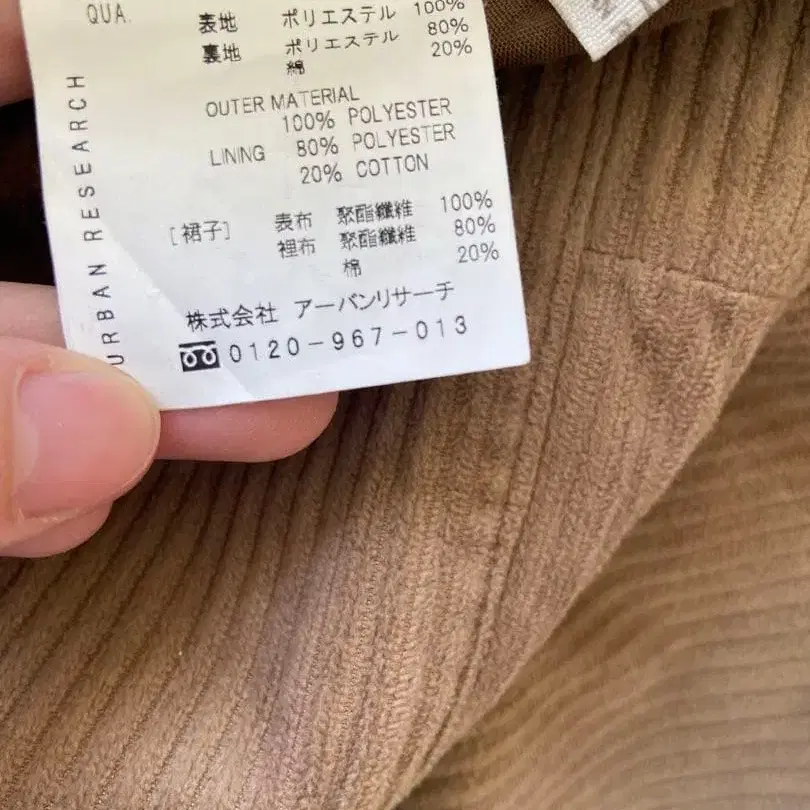 QUA.
表地 ポリエステル 100%
裏地 ポリエステル 80%
綿 20%
OUTER MATERIAL
100% POLYESTER
LINING 80% POLYESTER
20% COTTON
[裙子] 表布 聚酯纖維 100%
裡布 聚酯纖維 80%
棉 20%
株式会社 アーバンリサーチ
0120-967-013
URBAN RESEARCH